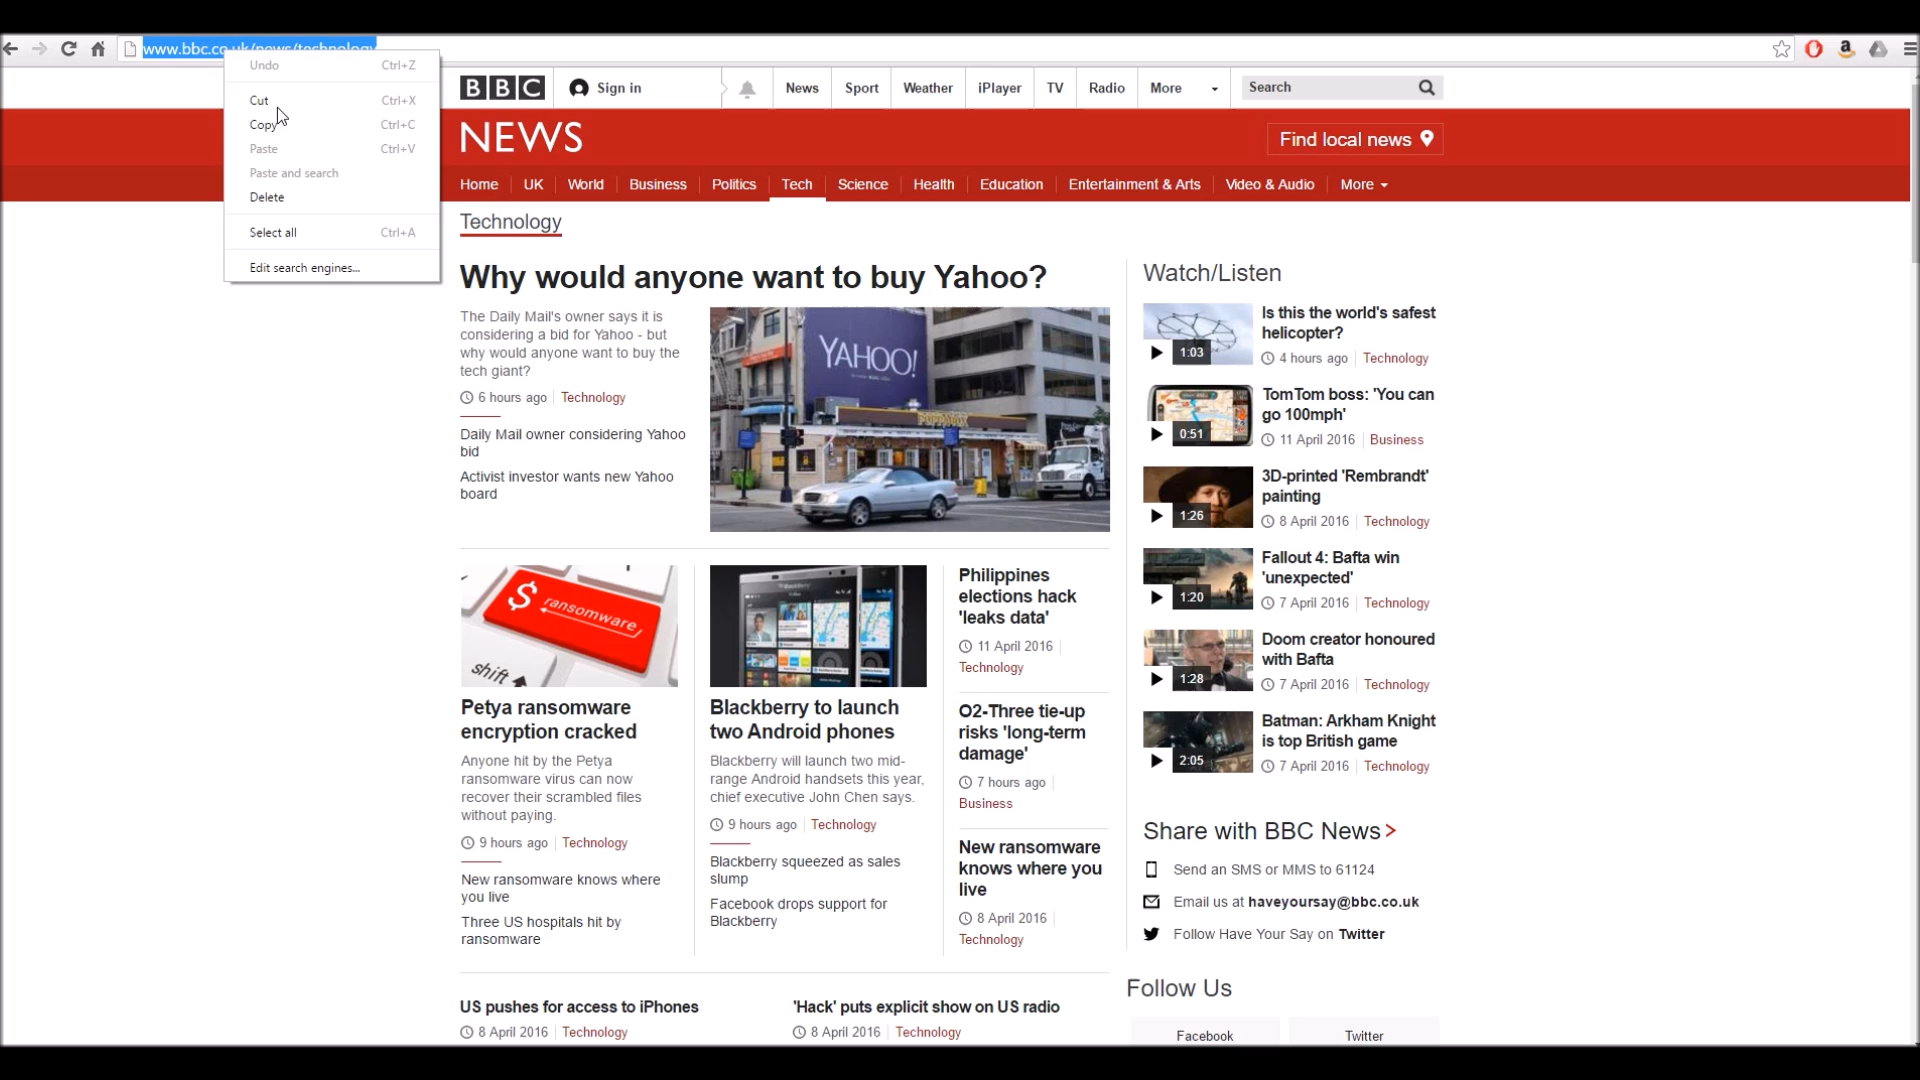 www.bbc.co.uk/news/technology
Undo Ctrl+Z
Cut Ctrl+X
Copy Ctrl+C
Paste Ctrl+V
Paste and search
Delete
Select all Ctrl+A
Edit search engines...
BBC Sign in News Sport Weather iPlayer TV Radio More Search
NEWS
Find local news
Home UK World Business Politics Tech Science Health Education Entertainment & Arts Video & Audio More
Technology
Why would anyone want to buy Yahoo?
The Daily Mail's owner says it is
considering a bid for Yahoo - but
why would anyone want to buy the
tech giant?
6 hours ago Technology
Daily Mail owner considering Yahoo
bid
Activist investor wants new Yahoo
board
YAHOO!
$ ransomware
shift
Petya ransomware
encryption cracked
Anyone hit by the Petya
ransomware virus can now
recover their scrambled files
without paying.
9 hours ago Technology
New ransomware knows where
you live
Three US hospitals hit by
ransomware
BlackBerry
Blackberry to launch
two Android phones
Blackberry will launch two mid-
range Android handsets this year,
chief executive John Chen says.
9 hours ago Technology
Blackberry squeezed as sales
slump
Facebook drops support for
Blackberry
Philippines
elections hack
'leaks data'
11 April 2016
Technology
O2-Three tie-up
risks 'long-term
damage'
7 hours ago
Business
New ransomware
knows where you
live
8 April 2016
Technology
US pushes for access to iPhones
8 April 2016 Technology
'Hack' puts explicit show on US radio
8 April 2016 Technology
Watch/Listen
1:03
Is this the world's safest
helicopter?
4 hours ago Technology
0:51
TomTom boss: 'You can
go 100mph'
11 April 2016 Business
1:26
3D-printed 'Rembrandt'
painting
8 April 2016 Technology
1:20
Fallout 4: Bafta win
'unexpected'
7 April 2016 Technology
1:28
Doom creator honoured
with Bafta
7 April 2016 Technology
2:05
Batman: Arkham Knight
is top British game
7 April 2016 Technology
Share with BBC News
Send an SMS or MMS to 61124
Email us at haveyoursay@bbc.co.uk
Follow Have Your Say on Twitter
Follow Us
Facebook
Twitter